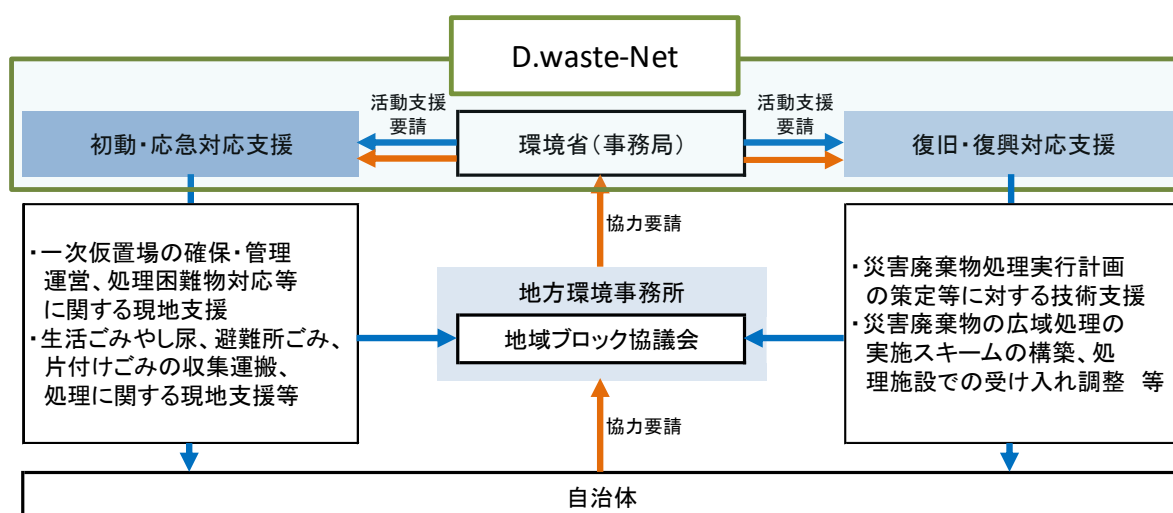 D.waste-Net
活動支援
要請
活動支援
要請
初動・応急対応支援
環境省（事務局）
復旧・復興対応支援
協力要請
・一次仮置場の確保・管理
運営、処理困難物対応等
に関する現地支援
・生活ごみやし尿、避難所ごみ、
片付けごみの収集運搬、
処理に関する現地支援等
地方環境事務所
地域ブロック協議会
・災害廃棄物処理実行計画
の策定等に対する技術支援
・災害廃棄物の広域処理の
実施スキームの構築、処
理施設での受け入れ調整　等
協力要請
自治体